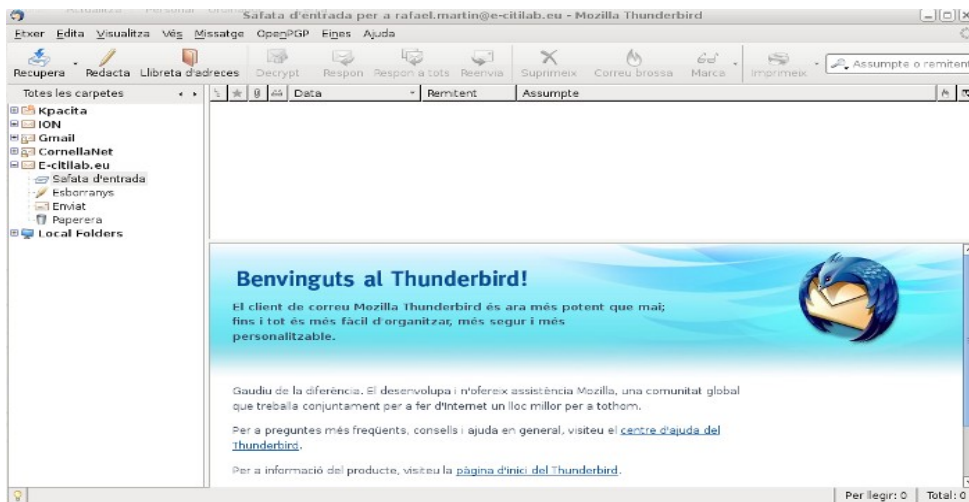 Safata d'entrada per a rafael.martin@e-citilab.eu - Mozilla Thunderbird
Etxer Edita Visualitza Vés Missatge OpenPGP Eines Ajuda
Recupera Redacta Llibreta d'adreces Decrypt Respon Respon a tots Reenvia Suprimeix Correu brossa Marca Imprimeix Assumpte o remitent
Totes les carpetes Data Remitent Assumpte
Kpacita
ION
Gmail
CornellaNet
E-citilab.eu
Safata d'entrada
Esborranys
Enviat
Paperera
Local Folders
Benvinguts al Thunderbird!
El client de correu Mozilla Thunderbird és ara més potent que mai;
fins i tot és més fàcil d'organitzar, més segur i més
personalitzable.
Gaudiu de la diferència. El desenvolupa i n'ofereix assistència Mozilla, una comunitat global
que treballa conjuntament per a fer d'Internet un lloc millor per a tothom.
Per a preguntes més freqüents, consells i ajuda en general, visiteu el centre d'ajuda del
Thunderbird.
Per a informació del producte, visiteu la pàgina d'inici del Thunderbird.
Per llegir: 0 Total: 0